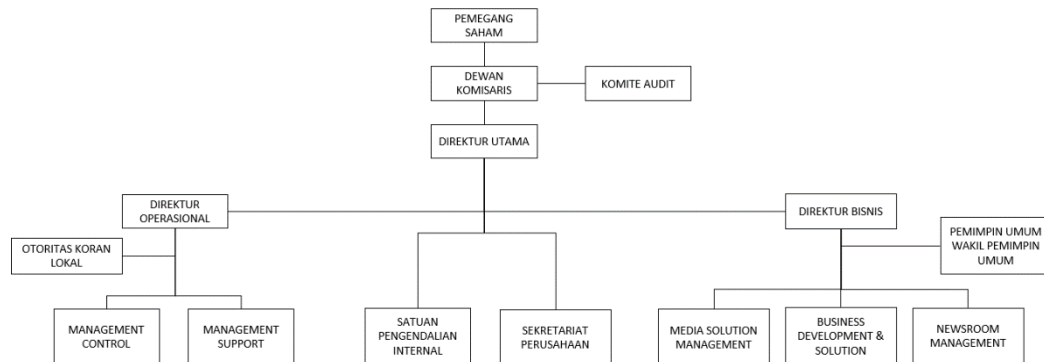 PEMEGANG
SAHAM
DEWAN
KOMISARIS
KOMITE AUDIT
DIREKTUR UTAMA
DIREKTUR
OPERASIONAL
DIREKTUR BISNIS
OTORITAS KORAN
LOKAL
PEMIMPIN UMUM
WAKIL PEMIMPIN
UMUM
MANAGEMENT
CONTROL
MANAGEMENT
SUPPORT
SATUAN
PENGENDALIAN
INTERNAL
SEKRETARIAT
PERUSAHAAN
MEDIA SOLUTION
MANAGEMENT
BUSINESS
DEVELOPMENT &
SOLUTION
NEWSROOM
MANAGEMENT